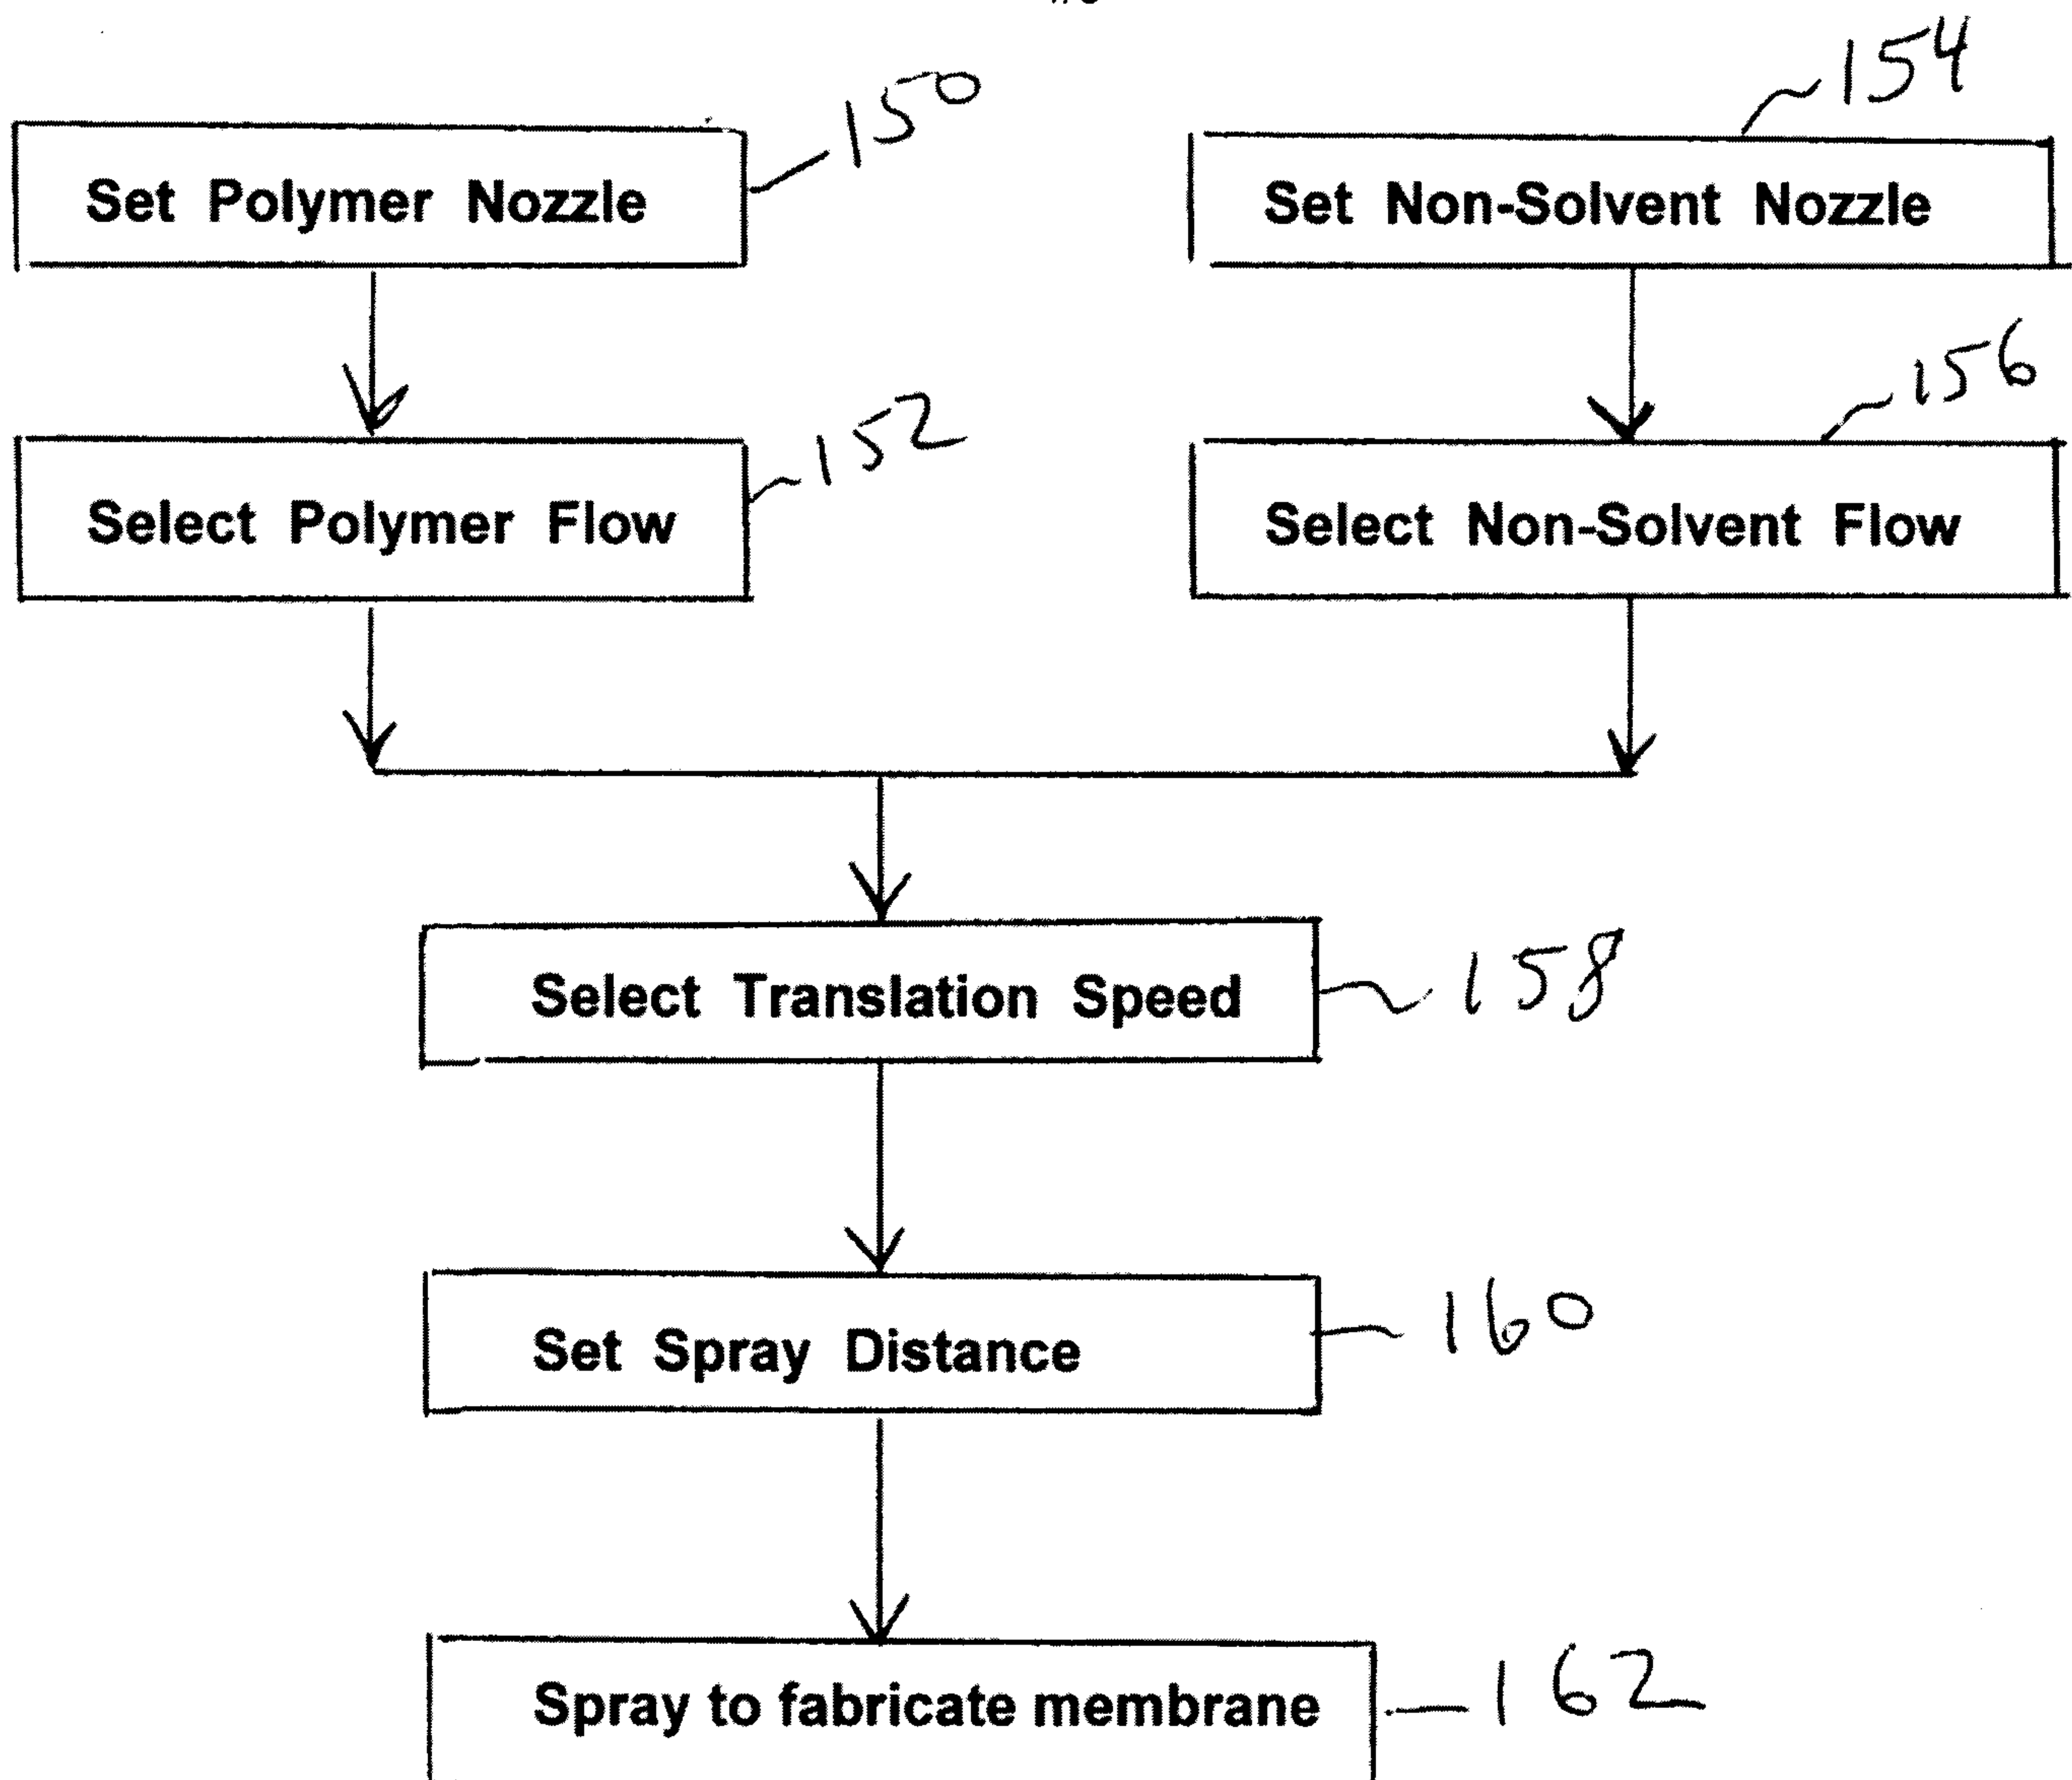 150
154
Set Polymer Nozzle
Set Non-Solvent Nozzle
152
156
Select Polymer Flow
Select Non-Solvent Flow
Select Translation Speed
158
Set Spray Distance
160
Spray to fabricate membrane
162